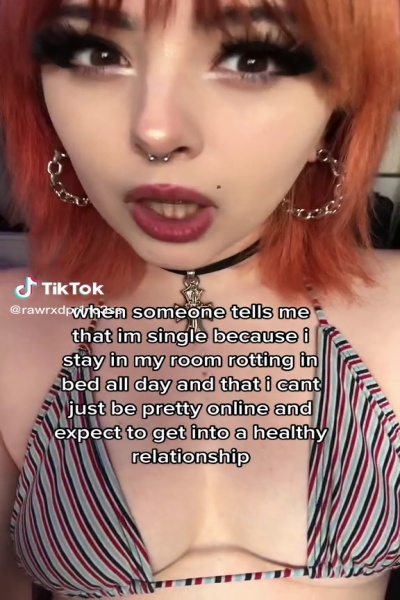 TikTok
when someone tells me
that im single because i
stay in my room rotting in
bed all day and that i cant
just be pretty online and
expect to get into a healthy
relationship